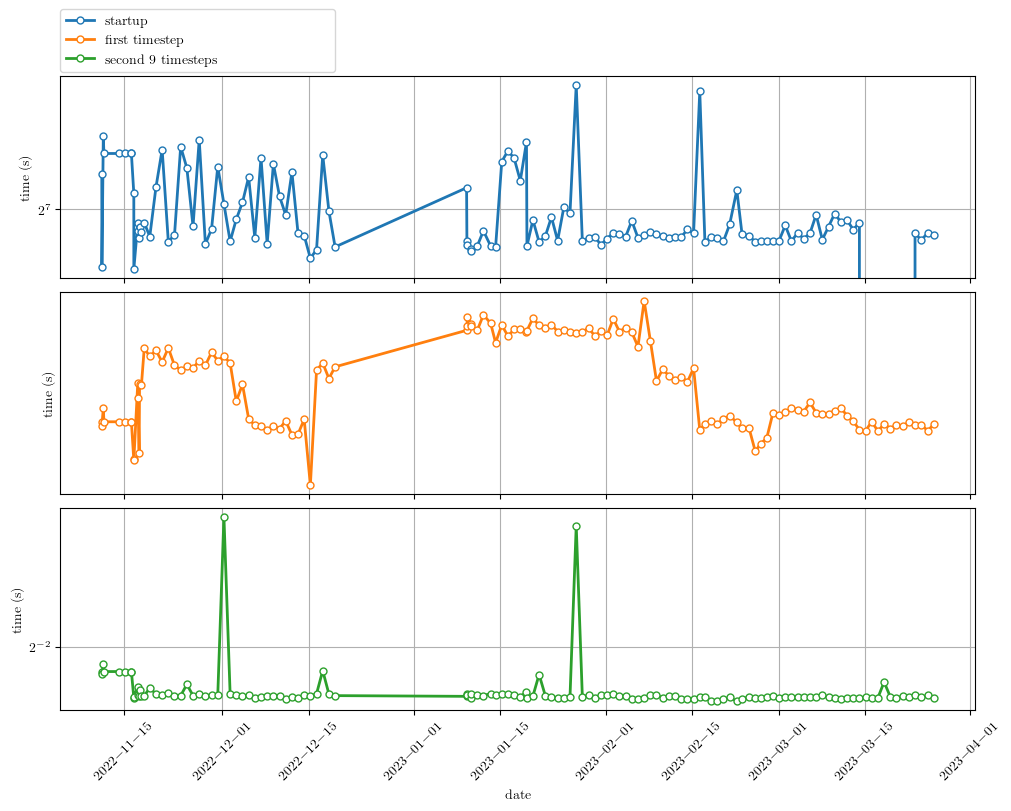 startup
first timestep
second 9 timesteps
time (s)
2^7
time (s)
time (s)
2^−2
2022−11−15
2022−12−01
2022−12−15
2023−01−01
2023−01−15
2023−02−01
2023−02−15
2023−03−01
2023−03−15
2023−04−01
date